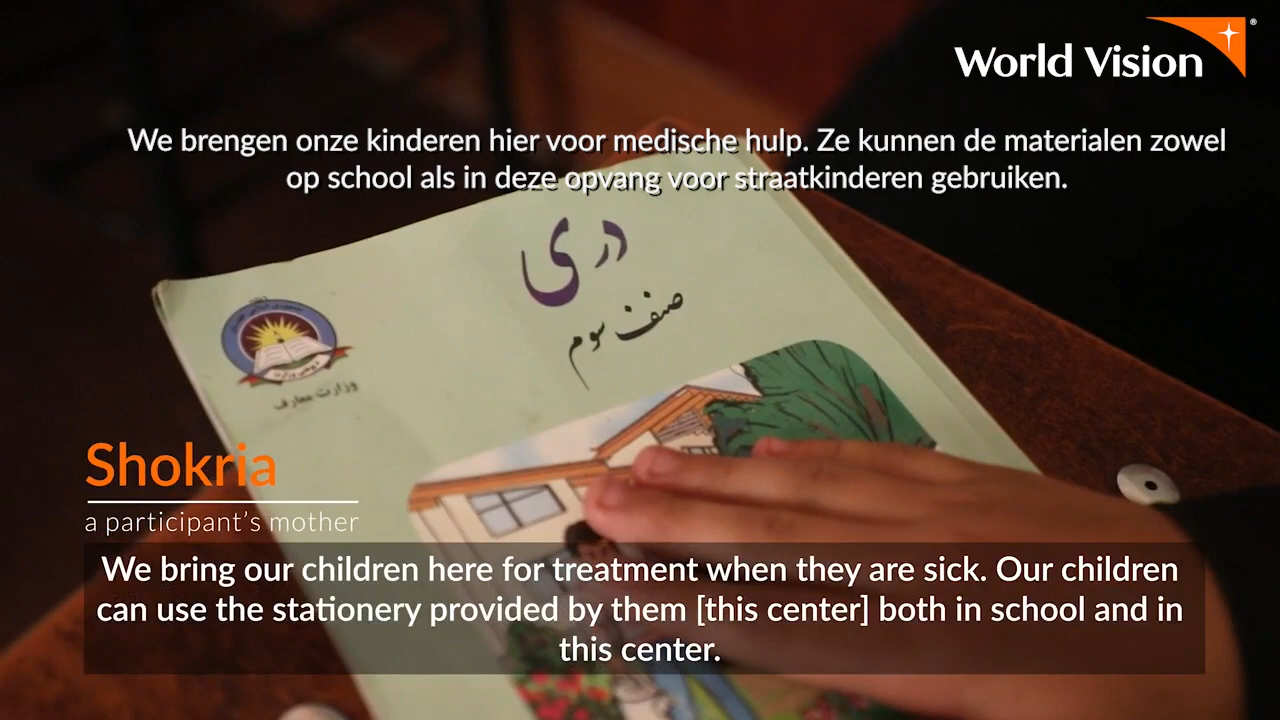 World Vision
We brengen onze kinderen hier voor medische hulp. Ze kunnen de materialen zowel
op school als in deze opvang voor straatkinderen gebruiken.
دری
صنف سوم
وزارت معارف
Shokria
a participant's mother
We bring our children here for treatment when they are sick. Our children
can use the stationery provided by them [this center] both in school and in
this center.